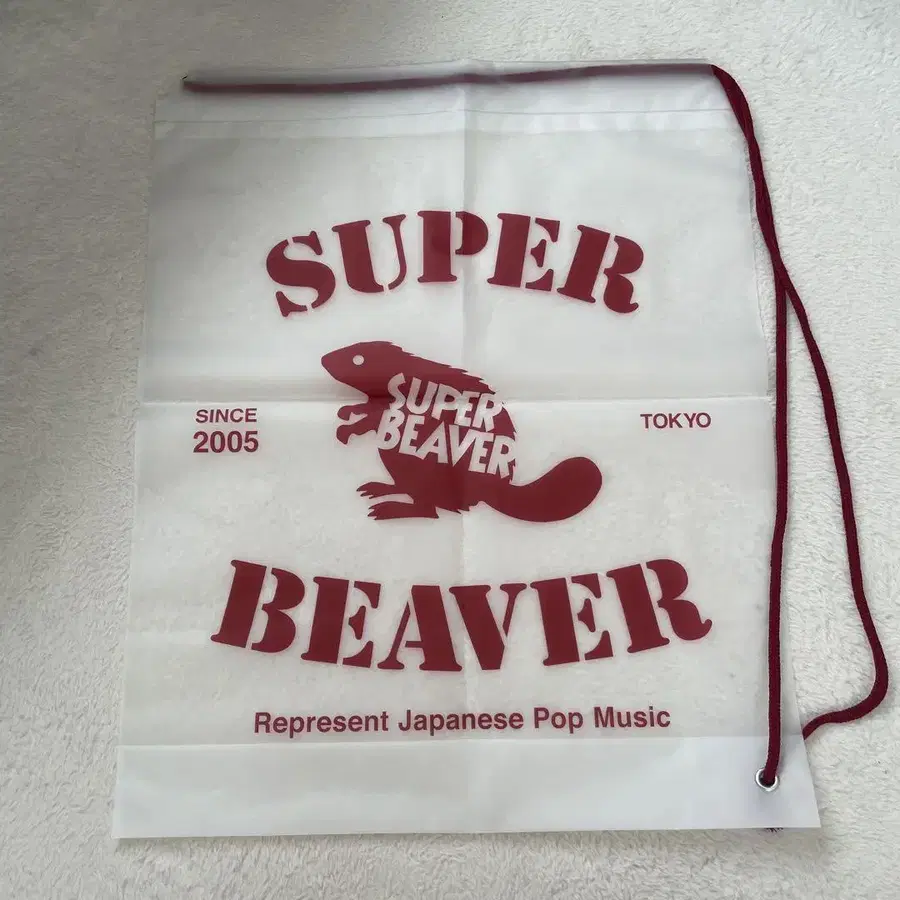 SUPER
SUPER
BEAVER
SINCE
2005
TOKYO
BEAVER
Represent Japanese Pop Music